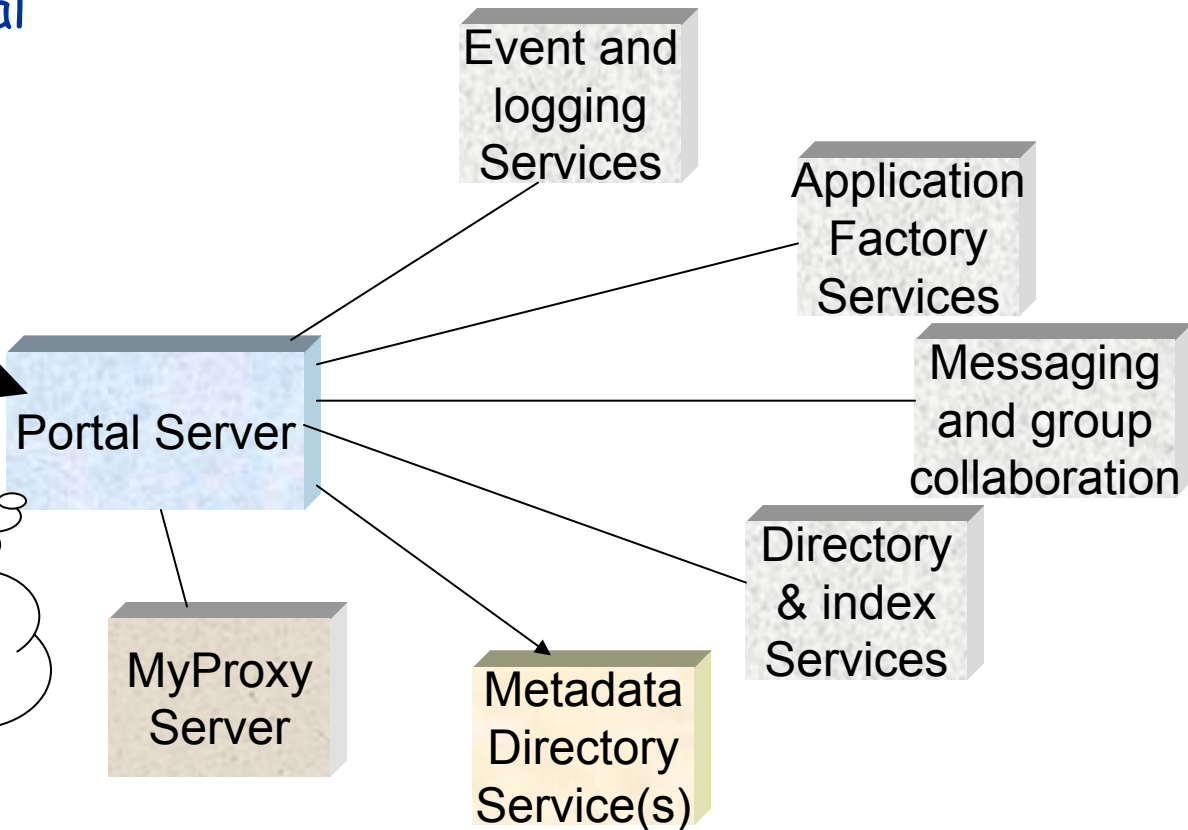 Event and
logging
Services
Application
Factory
Services
Messaging
and group
collaboration
Portal Server
Directory
& index
Services
MyProxy
Server
Metadata
Directory
Service(s)